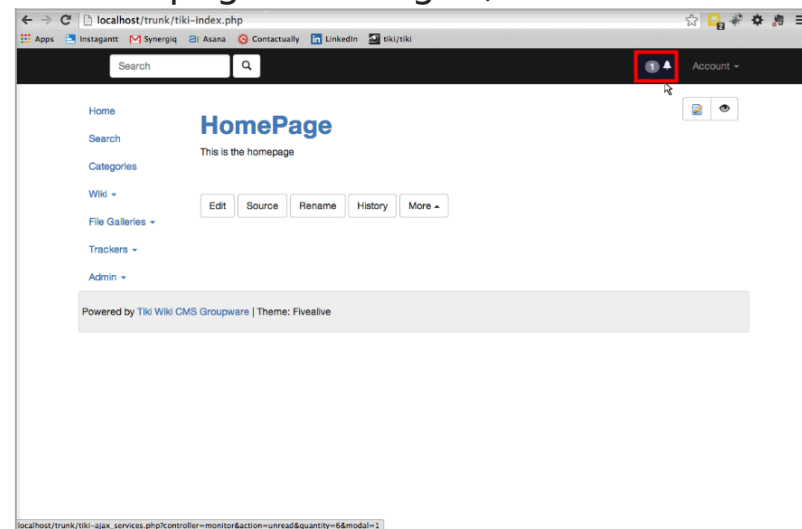 localhost/trunk/tiki-index.php
Apps Instagantt Synergiq Asana Contactually LinkedIn tiki/tiki
Search 1 Account
Home
HomePage
Search
This is the homepage
Categories
Wiki
Edit Source Rename History More
File Galleries
Trackers
Admin
Powered by Tiki Wiki CMS Groupware | Theme: Fivealive
localhost/trunk/tiki-ajax_services.php?controller=monitor&action=unread&quantity=6&modal=1